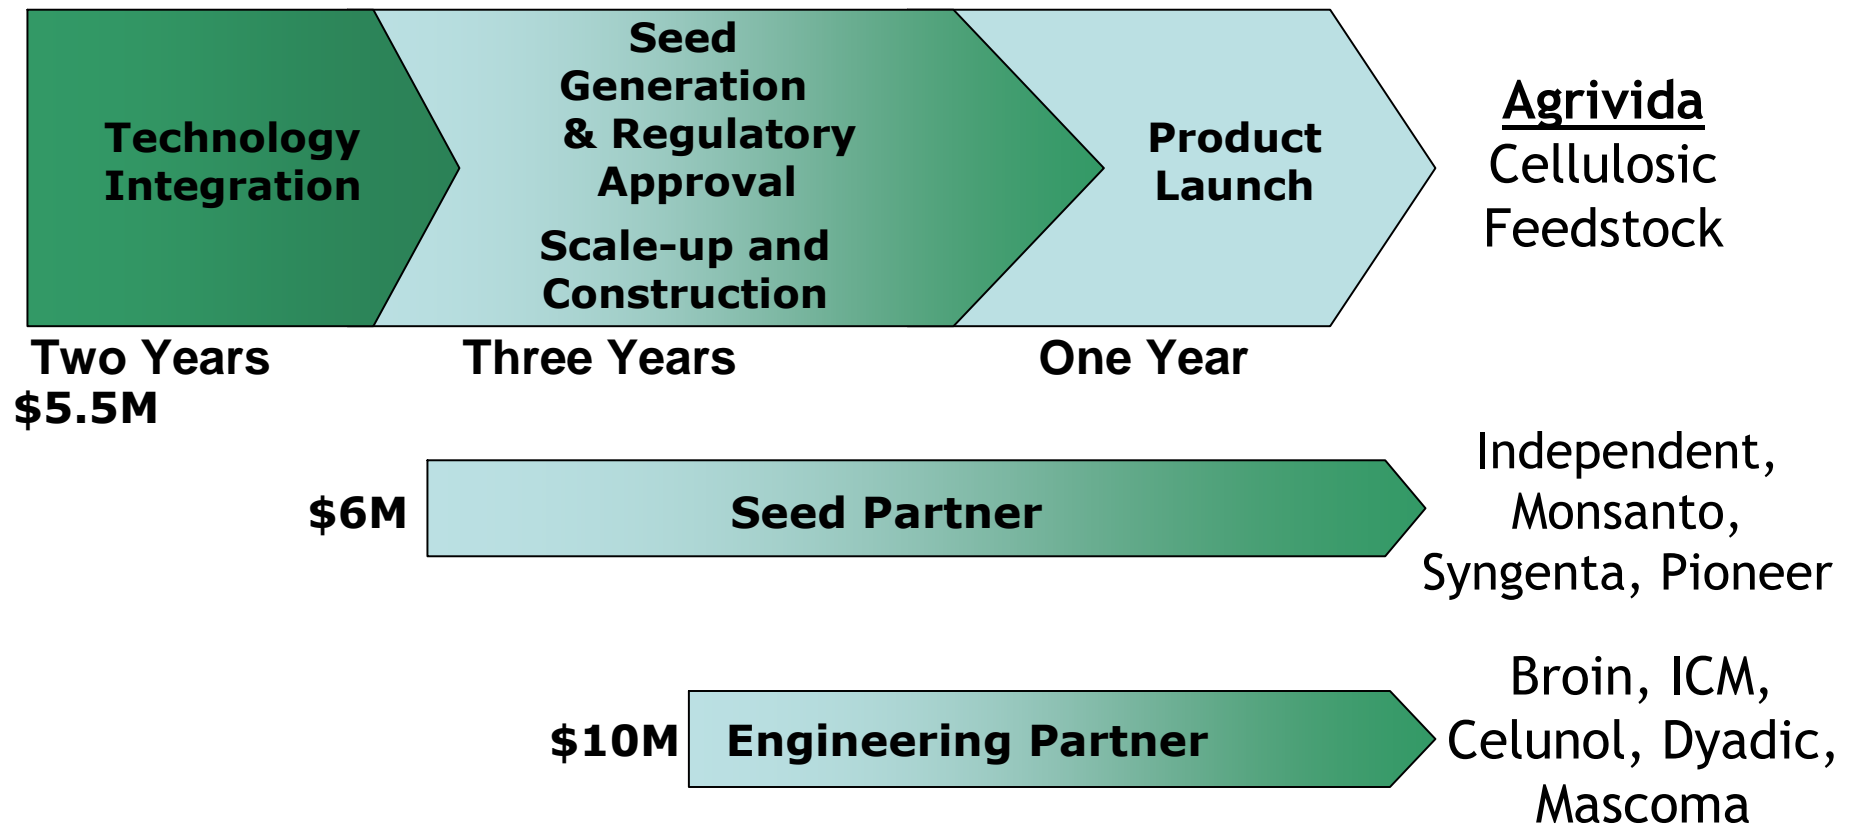 Technology
Integration
Seed
Generation
& Regulatory
Approval
Scale-up and
Construction
Product
Launch
Agrivida
Cellulosic
Feedstock
Two Years
$5.5M
Three Years
One Year
$6M
Seed Partner
Independent,
Monsanto,
Syngenta, Pioneer
$10M
Engineering Partner
Broin, ICM,
Celunol, Dyadic,
Mascoma